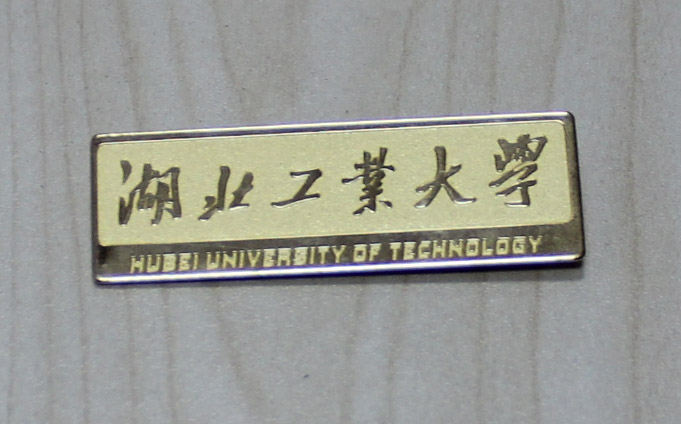 湖北工業大學
HUBEI UNIVERSITY OF TECHNOLOGY